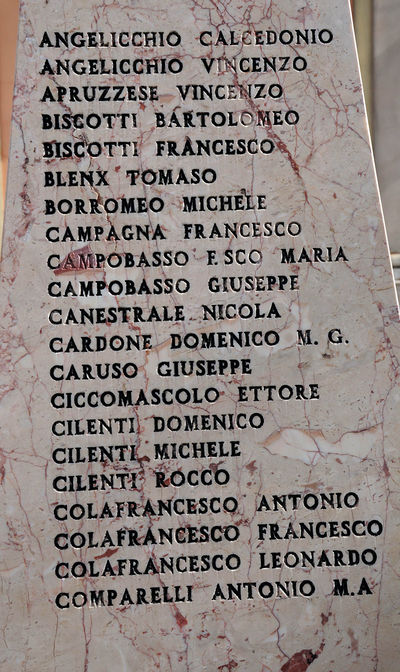 ANGELICCHIO CALCEDONIO
ANGELICCHIO VINCENZO
APRUZZESE VINCENZO
BISCOTTI BARTOLOMEO
BISCOTTI FRANCESCO
BLENX TOMASO
BORROMEO MICHELE
CAMPAGNA FRANCESCO
CAMPOBASSO F.SCO MARIA
CAMPOBASSO GIUSEPPE
CANESTRALE NICOLA
CARDONE DOMENICO M. G.
CARUSO GIUSEPPE
CICCOMASCOLO ETTORE
CILENTI DOMENICO
CILENTI MICHELE
CILENTI ROCCO
COLAFRANCESCO ANTONIO
COLAFRANCESCO FRANCESCO
COLAFRANCESCO LEONARDO
COMPARELLI ANTONIO M.A